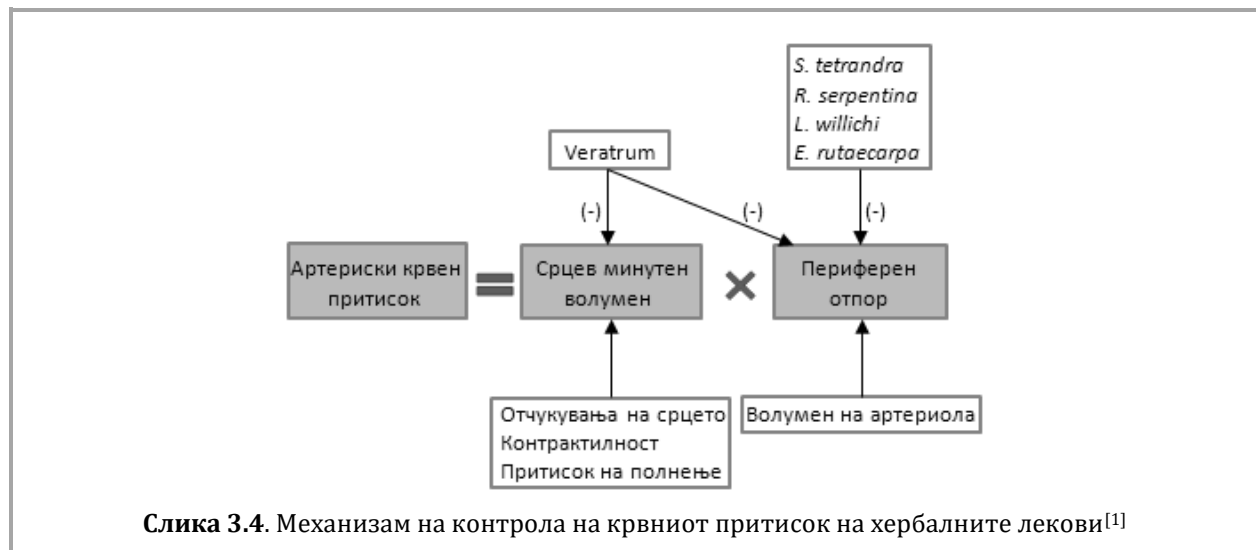 S. tetrandra
R. serpentina
L. willichi
E. rutaecarpa
Veratrum
(-)
(-)
(-)
Артериски крвен
притисок
=
Срцев минутен
волумен
×
Периферен
отпор
Отчукувања на срцето
Контрактилност
Притисок на полнење
Волумен на артериола
Слика 3.4. Механизам на контрола на крвниот притисок на хербалните лекови[1]